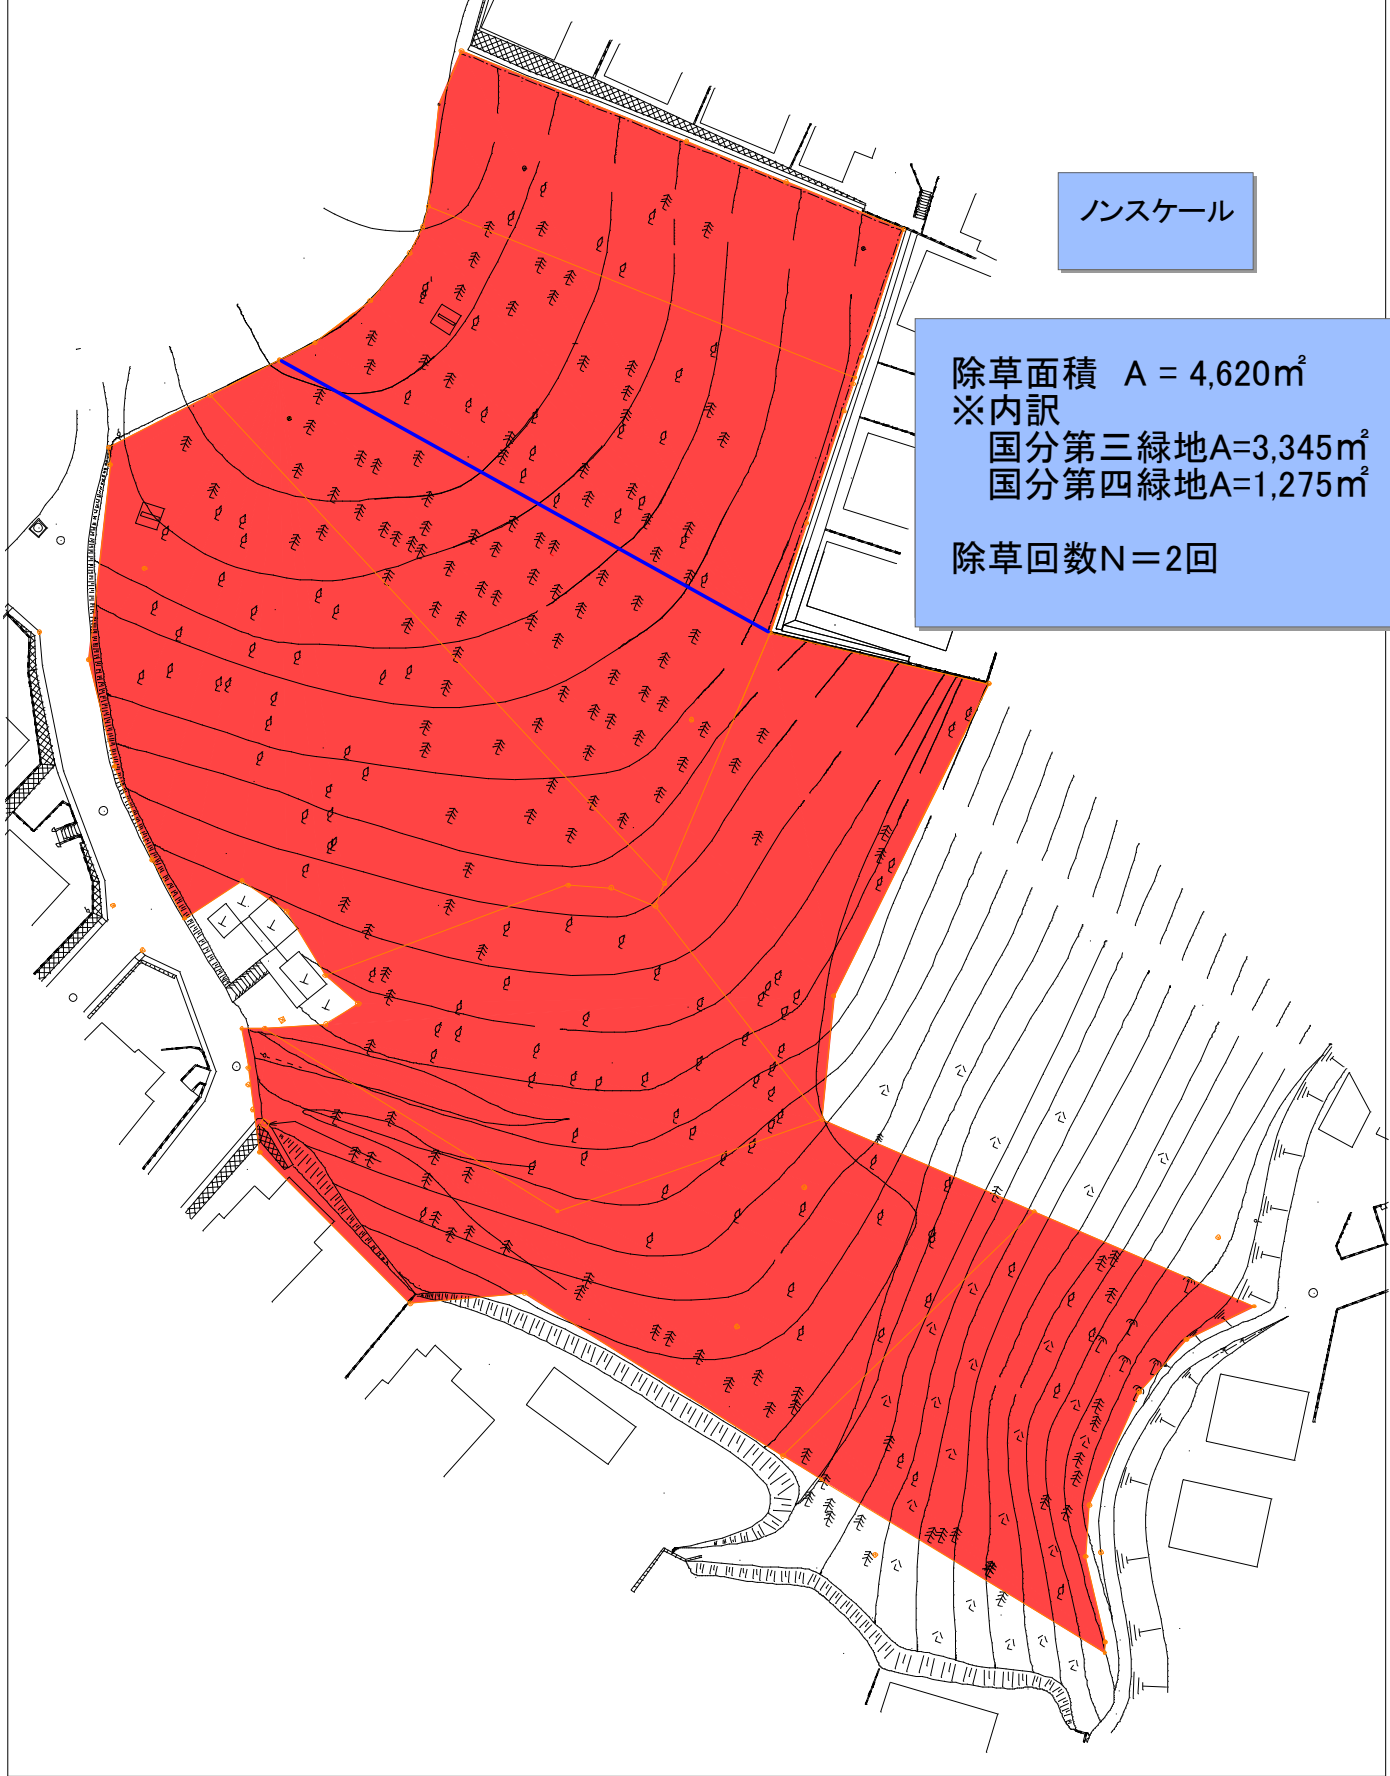 ノンスケール
除草面積 A = 4,620㎡
※内訳
国分第三緑地A=3,345㎡
国分第四緑地A=1,275㎡
除草回数N＝2回